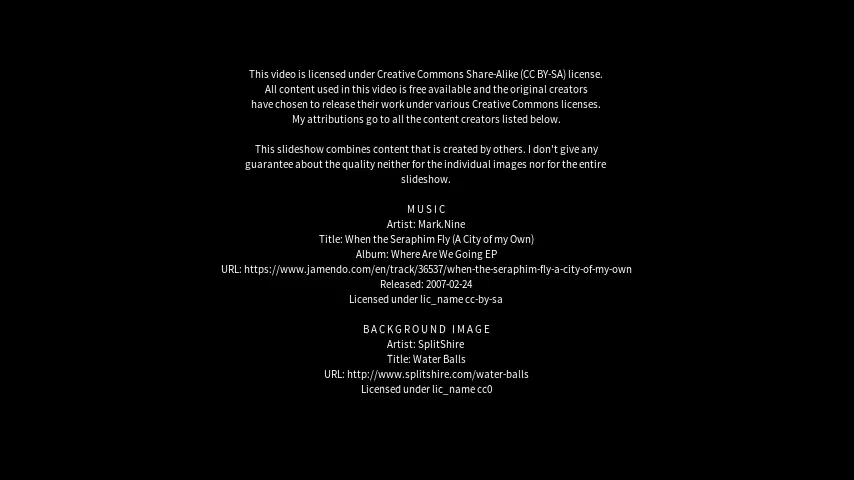 This video is licensed under Creative Commons Share-Alike (CC BY-SA) license.
All content used in this video is free available and the original creators
have chosen to release their work under various Creative Commons licenses.
My attributions go to all the content creators listed below.
This slideshow combines content that is created by others. I don't give any
guarantee about the quality neither for the individual images nor for the entire
slideshow.
MUSIC
Artist: Mark.Nine
Title: When the Seraphim Fly (A City of my Own)
Album: Where Are We Going EP
URL: https://www.jamendo.com/en/track/36537/when-the-seraphim-fly-a-city-of-my-own
Released: 2007-02-24
Licensed under lic_name cc-by-sa
BACKGROUND IMAGE
Artist: SplitShire
Title: Water Balls
URL: http://www.splitshire.com/water-balls
Licensed under lic_name cc0